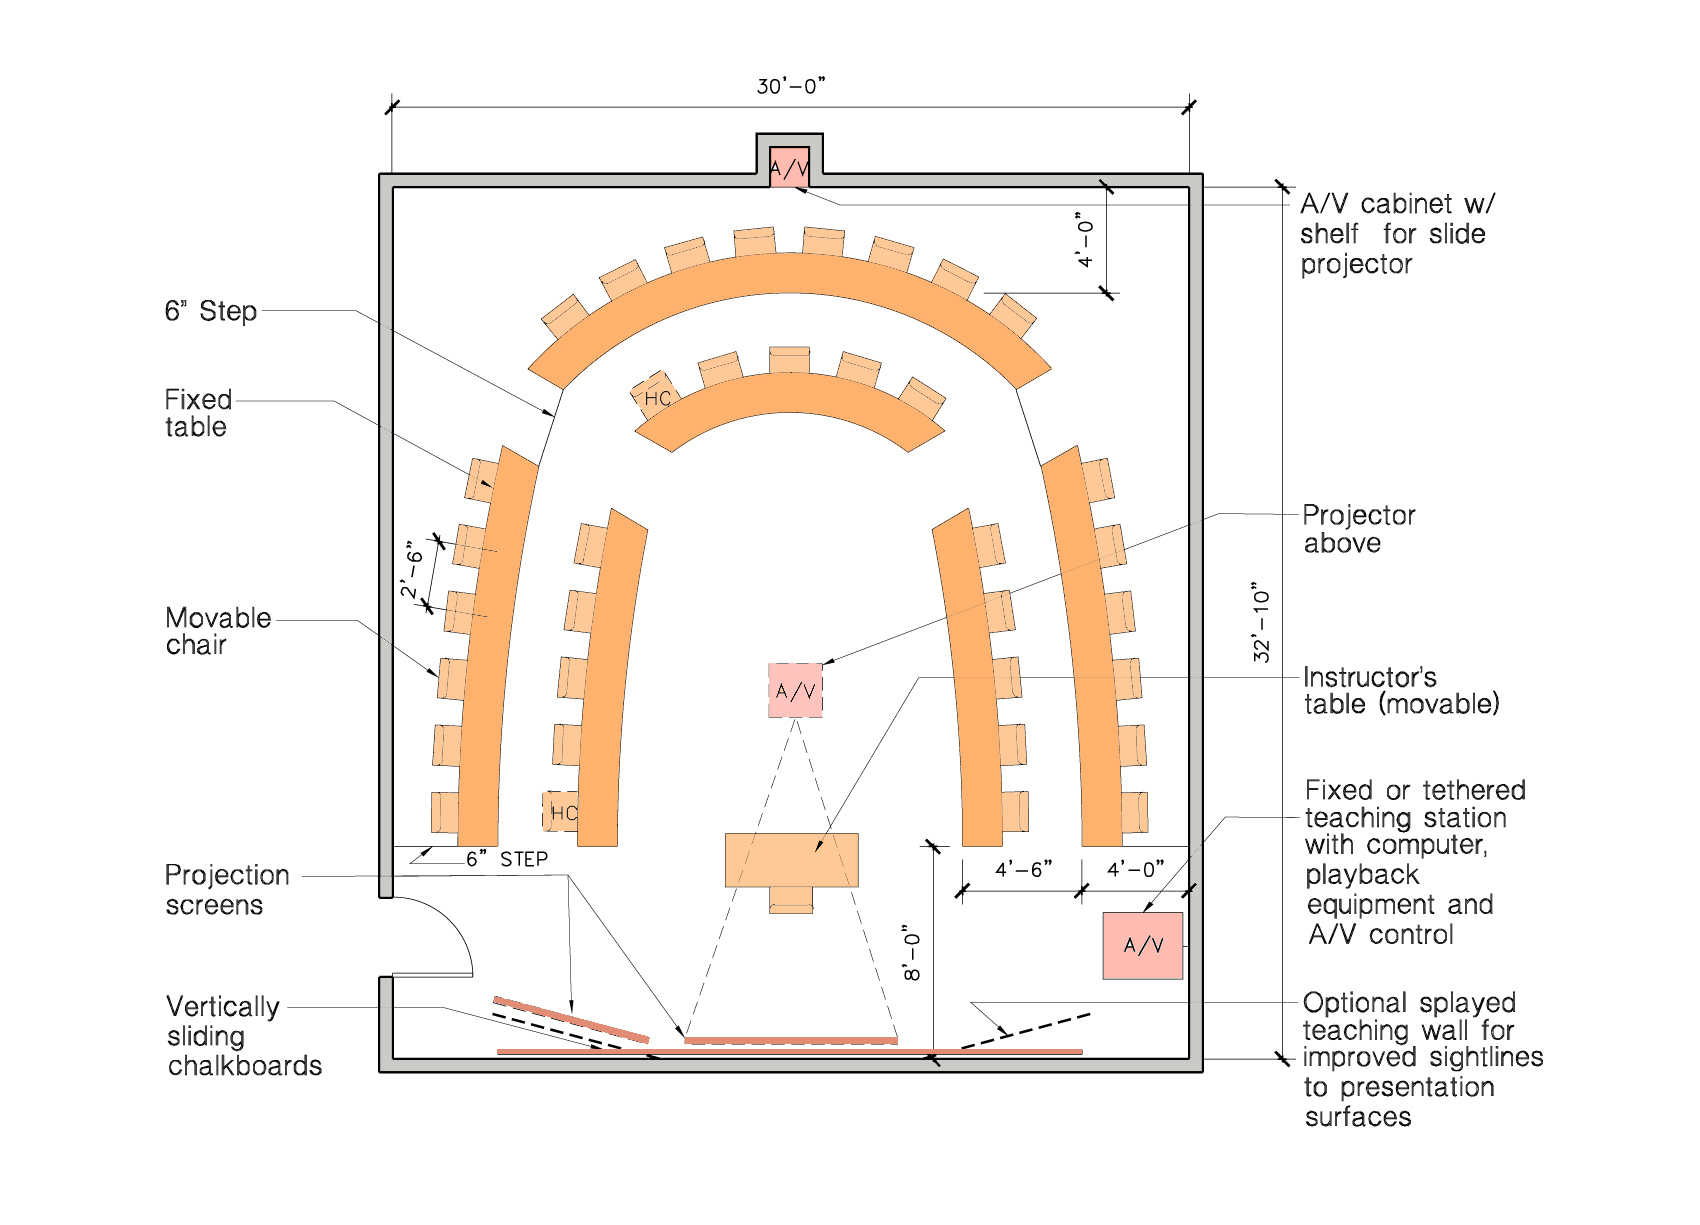 30'-0"
A/V
A/V cabinet w/
shelf for slide
projector
4'-0"
6" Step
Fixed
table
HC
Projector
above
2'-6"
32'-10"
Movable
chair
A/V
Instructor's
table (movable)
HC
Fixed or tethered
teaching station
with computer,
playback
equipment and
A/V control
6" STEP
4'-6"
4'-0"
Projection
screens
8'-0"
A/V
Vertically
sliding
chalkboards
Optional splayed
teaching wall for
improved sightlines
to presentation
surfaces